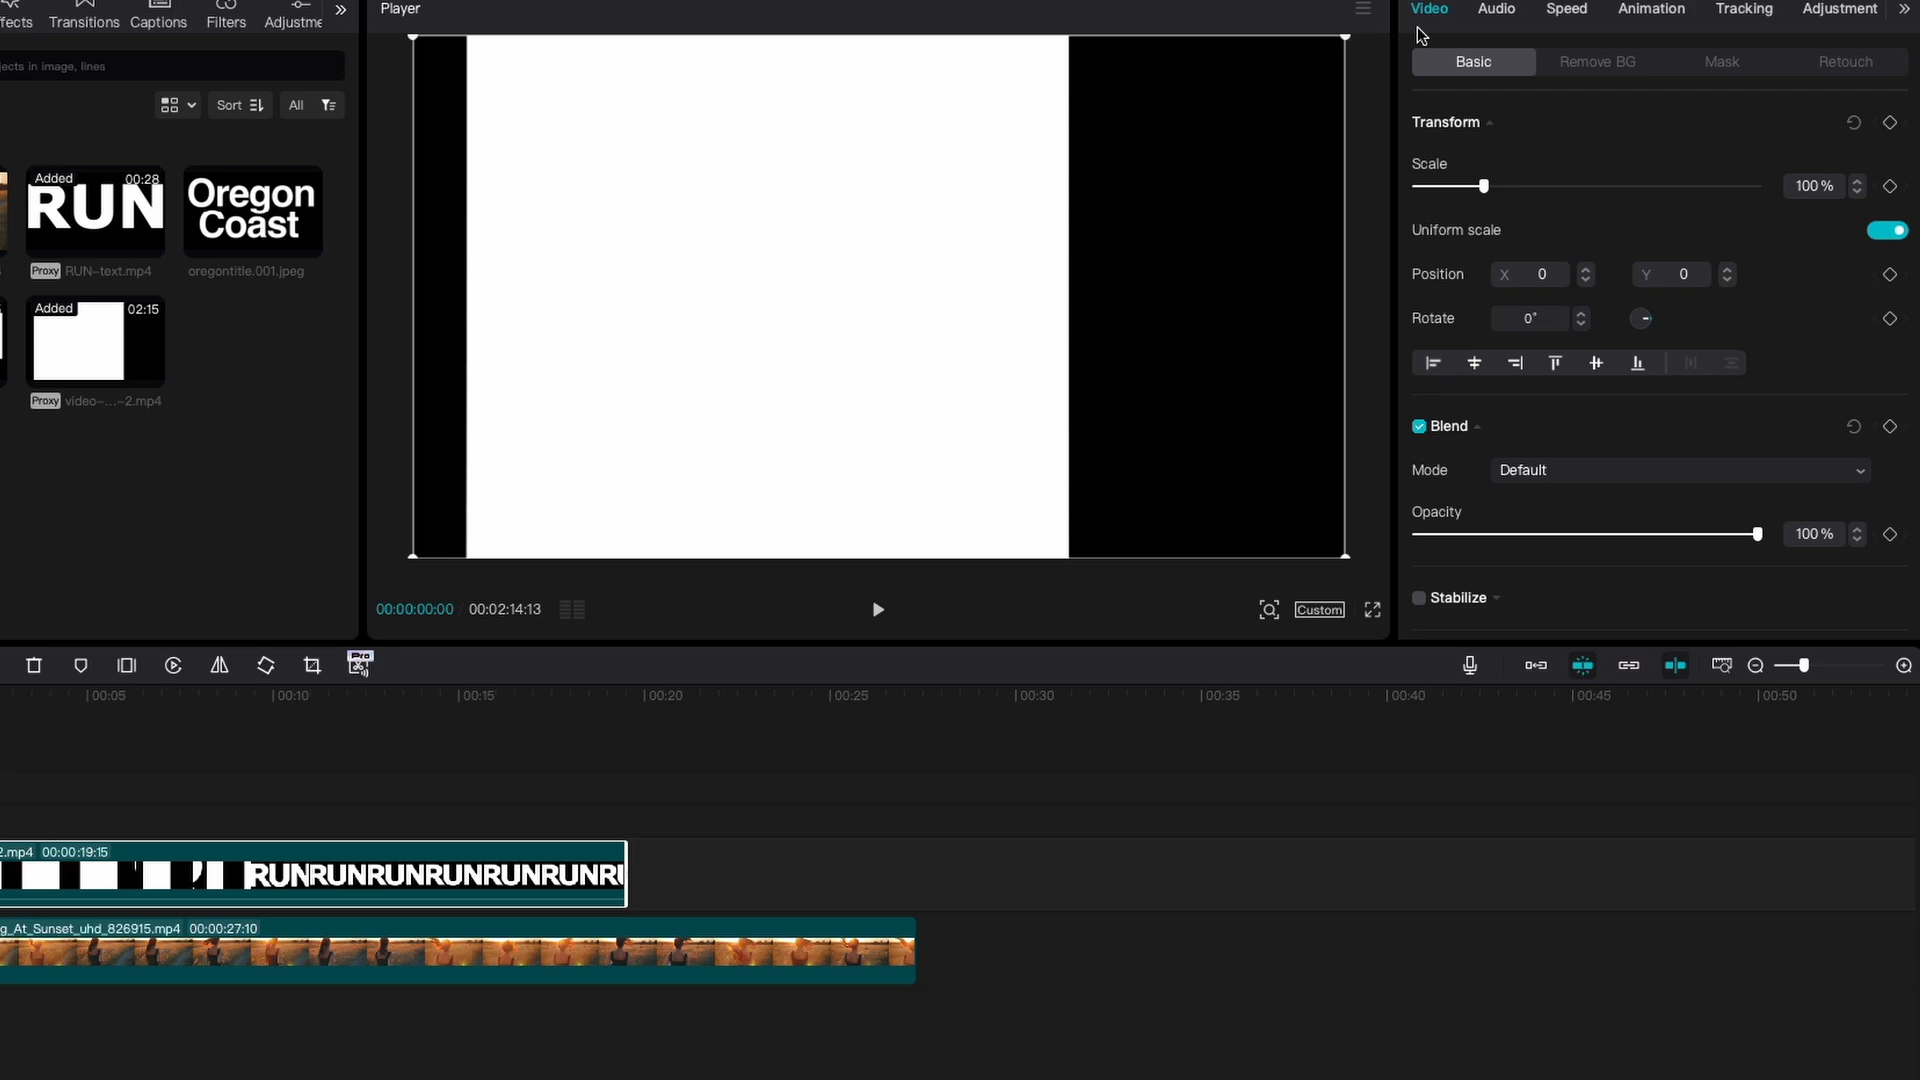 ffects Transitions Captions Filters Adjustme
Player
Video Audio Speed Animation Tracking Adjustment
jects in image, lines
Basic Remove BG Mask Retouch
Sort All
Transform
Scale
100%
Uniform scale
Position X 0 Y 0
Rotate 0°
Added 00:28
RUN
Proxy RUN-text.mp4
Oregon
Coast
oregontitle.001.jpeg
Added 02:15
Proxy video-...-2.mp4
Blend
Mode Default
Opacity
100%
Stabilize
00:00:00:00 00:02:14:13
Custom
Pro
00:05 00:10 00:15 00:20 00:25 00:30 00:35 00:40 00:45 00:50
2.mp4 00:00:19:15
RUNRUNRUNRUNRUNRUNRU
g_At_Sunset_uhd_826915.mp4 00:00:27:10